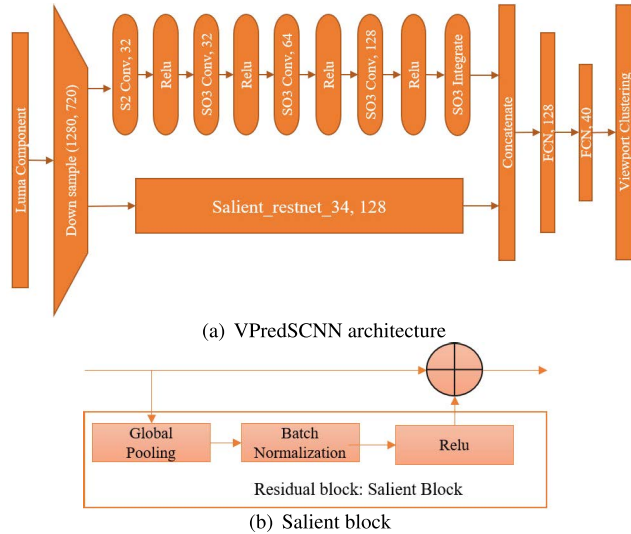 Luma Component
Down sample (1280, 720)
S2 Conv, 32
Relu
SO3 Conv, 32
Relu
SO3 Conv, 64
Relu
SO3 Conv, 128
Relu
SO3 Integrate
Salient_restnet_34, 128
Concatenate
FCN, 128
FCN, 40
Viewport Clustering
(a) VPredSCNN architecture
Global
Pooling
Batch
Normalization
Relu
Residual block: Salient Block
(b) Salient block